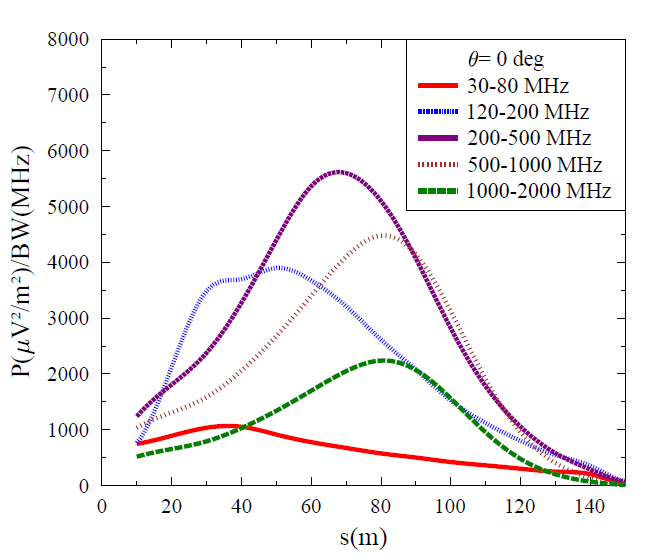 8000
7000
6000
5000
4000
3000
2000
1000
0
P(μV²/m²)/BW(MHz)
θ= 0 deg
30-80 MHz
120-200 MHz
200-500 MHz
500-1000 MHz
1000-2000 MHz
0 20 40 60 80 100 120 140
s(m)